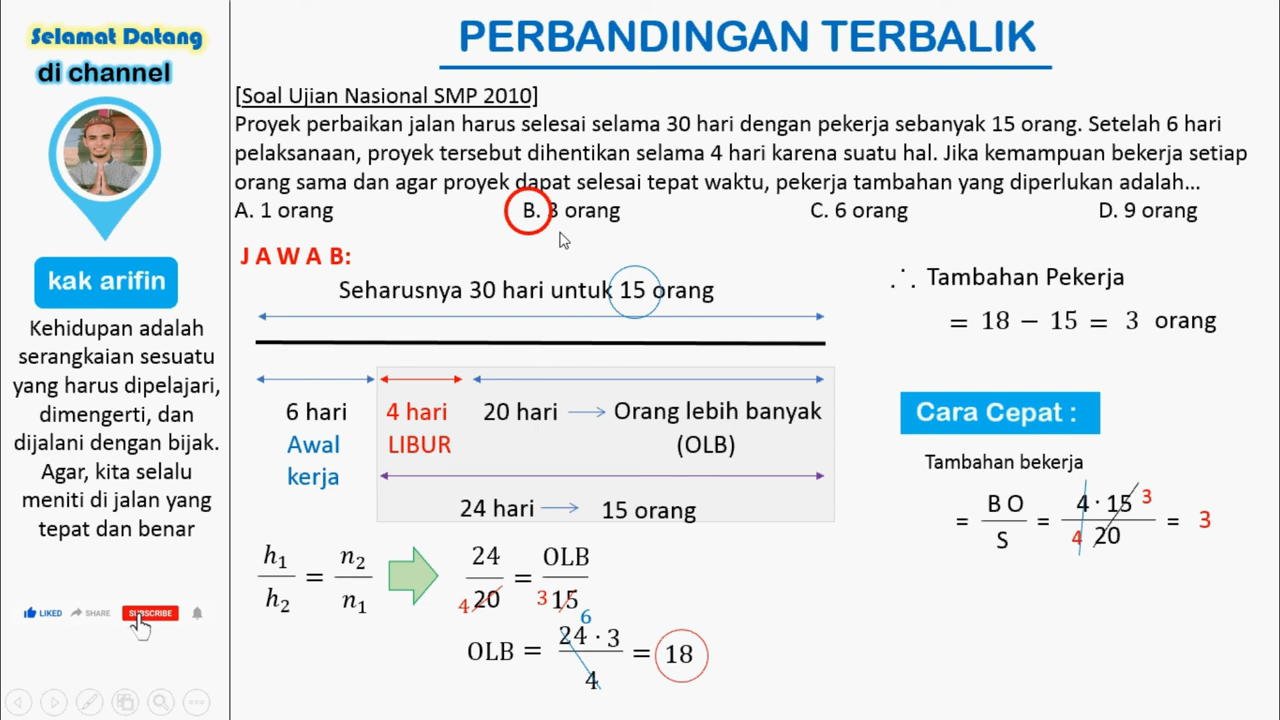 Selamat Datang
di channel
kak arifin
Kehidupan adalah
serangkaian sesuatu
yang harus dipelajari,
dimengerti, dan
dijalani dengan bijak.
Agar, kita selalu
meniti di jalan yang
tepat dan benar
LIKED SHARE SUBSCRIBE
PERBANDINGAN TERBALIK
[Soal Ujian Nasional SMP 2010]
Proyek perbaikan jalan harus selesai selama 30 hari dengan pekerja sebanyak 15 orang. Setelah 6 hari
pelaksanaan, proyek tersebut dihentikan selama 4 hari karena suatu hal. Jika kemampuan bekerja setiap
orang sama dan agar proyek dapat selesai tepat waktu, pekerja tambahan yang diperlukan adalah...
A. 1 orang B. 3 orang C. 6 orang D. 9 orang
J A W A B:
Seharusnya 30 hari untuk 15 orang
6 hari 4 hari 20 hari → Orang lebih banyak
Awal LIBUR (OLB)
kerja
24 hari → 15 orang
h₁/h₂ = n₂/n₁
24/20 = OLB/15
4 3
6
OLB = 24 · 3 / 4 = 18
∴ Tambahan Pekerja
= 18 − 15 = 3 orang
Cara Cepat :
Tambahan bekerja
= B O / S = 4 · 15 / 20 = 3
3
4